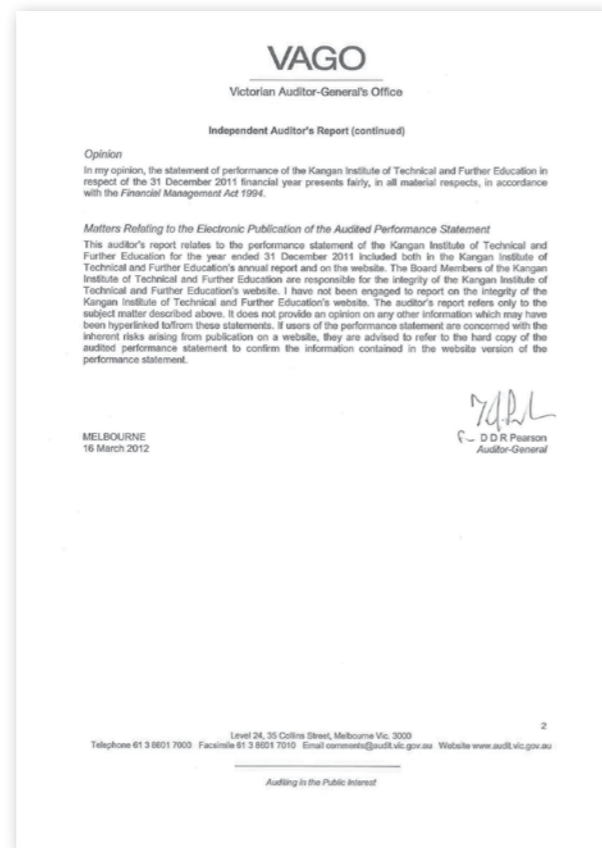 VAGO
Victorian Auditor-General's Office
Independent Auditor's Report (continued)
Opinion
In my opinion, the statement of performance of the Kangan Institute of Technical and Further Education in
respect of the 31 December 2011 financial year presents fairly, in all material respects, in accordance
with the Financial Management Act 1994.
Matters Relating to the Electronic Publication of the Audited Performance Statement
This auditor's report relates to the performance statement of the Kangan Institute of Technical and
Further Education for the year ended 31 December 2011 included both in the Kangan Institute of
Technical and Further Education's annual report and on the website. The Board Members of the Kangan
Institute of Technical and Further Education are responsible for the integrity of the Kangan Institute of
Technical and Further Education's website. I have not been engaged to report on the integrity of the
Kangan Institute of Technical and Further Education's website. The auditor's report refers only to the
subject matter described above. It does not provide an opinion on any other information which may have
been hyperlinked to/from these statements. If users of the performance statement are concerned with the
inherent risks arising from publication on a website, they are advised to refer to the hard copy of the
audited performance statement to confirm the information contained in the website version of the
performance statement.
MELBOURNE
16 March 2012
D D R Pearson
Auditor-General
2
Level 24, 35 Collins Street, Melbourne Vic. 3000
Telephone 61 3 8601 7000 Facsimile 61 3 8601 7010 Email comments@audit.vic.gov.au Website www.audit.vic.gov.au
Auditing in the Public Interest